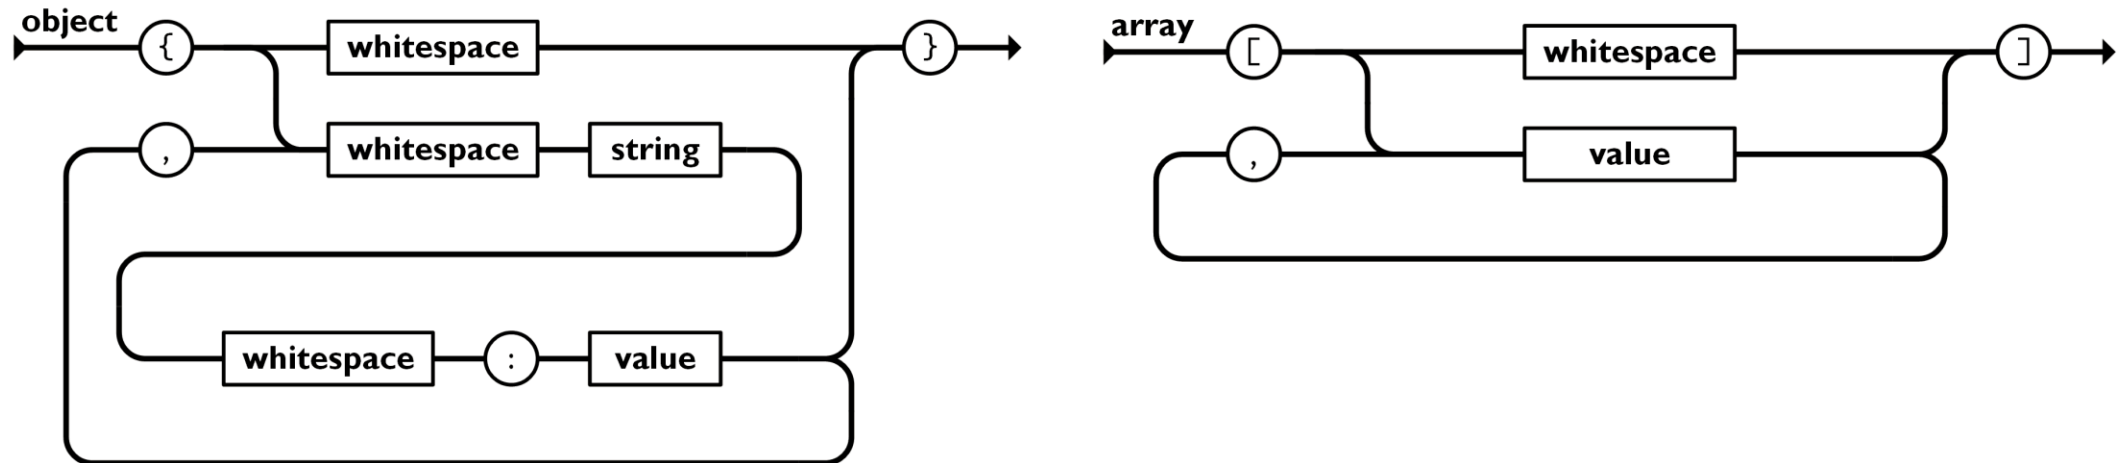 object
{ whitespace }
, whitespace string
whitespace : value
array
[ whitespace ]
, value